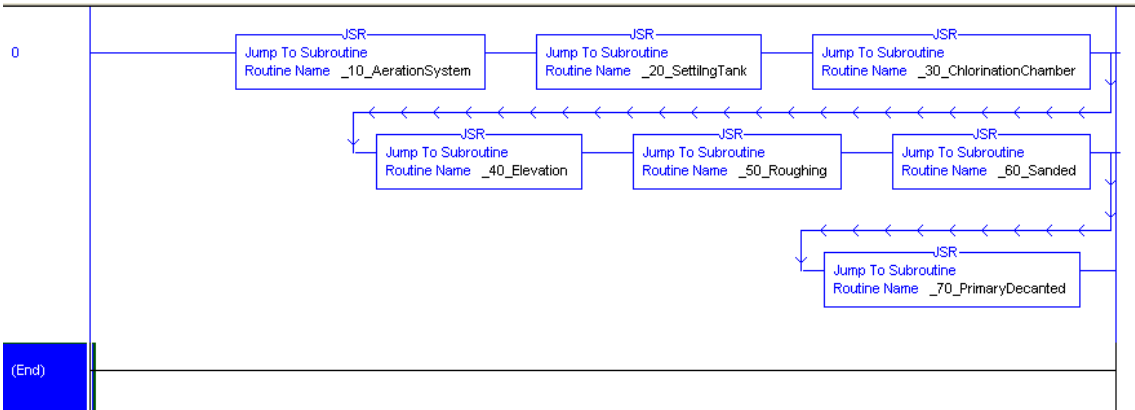 0
JSR
Jump To Subroutine
Routine Name _10_AerationSystem
JSR
Jump To Subroutine
Routine Name _20_SettilngTank
JSR
Jump To Subroutine
Routine Name _30_ChlorinationChamber
JSR
Jump To Subroutine
Routine Name _40_Elevation
JSR
Jump To Subroutine
Routine Name _50_Roughing
JSR
Jump To Subroutine
Routine Name _60_Sanded
JSR
Jump To Subroutine
Routine Name _70_PrimaryDecanted
(End)